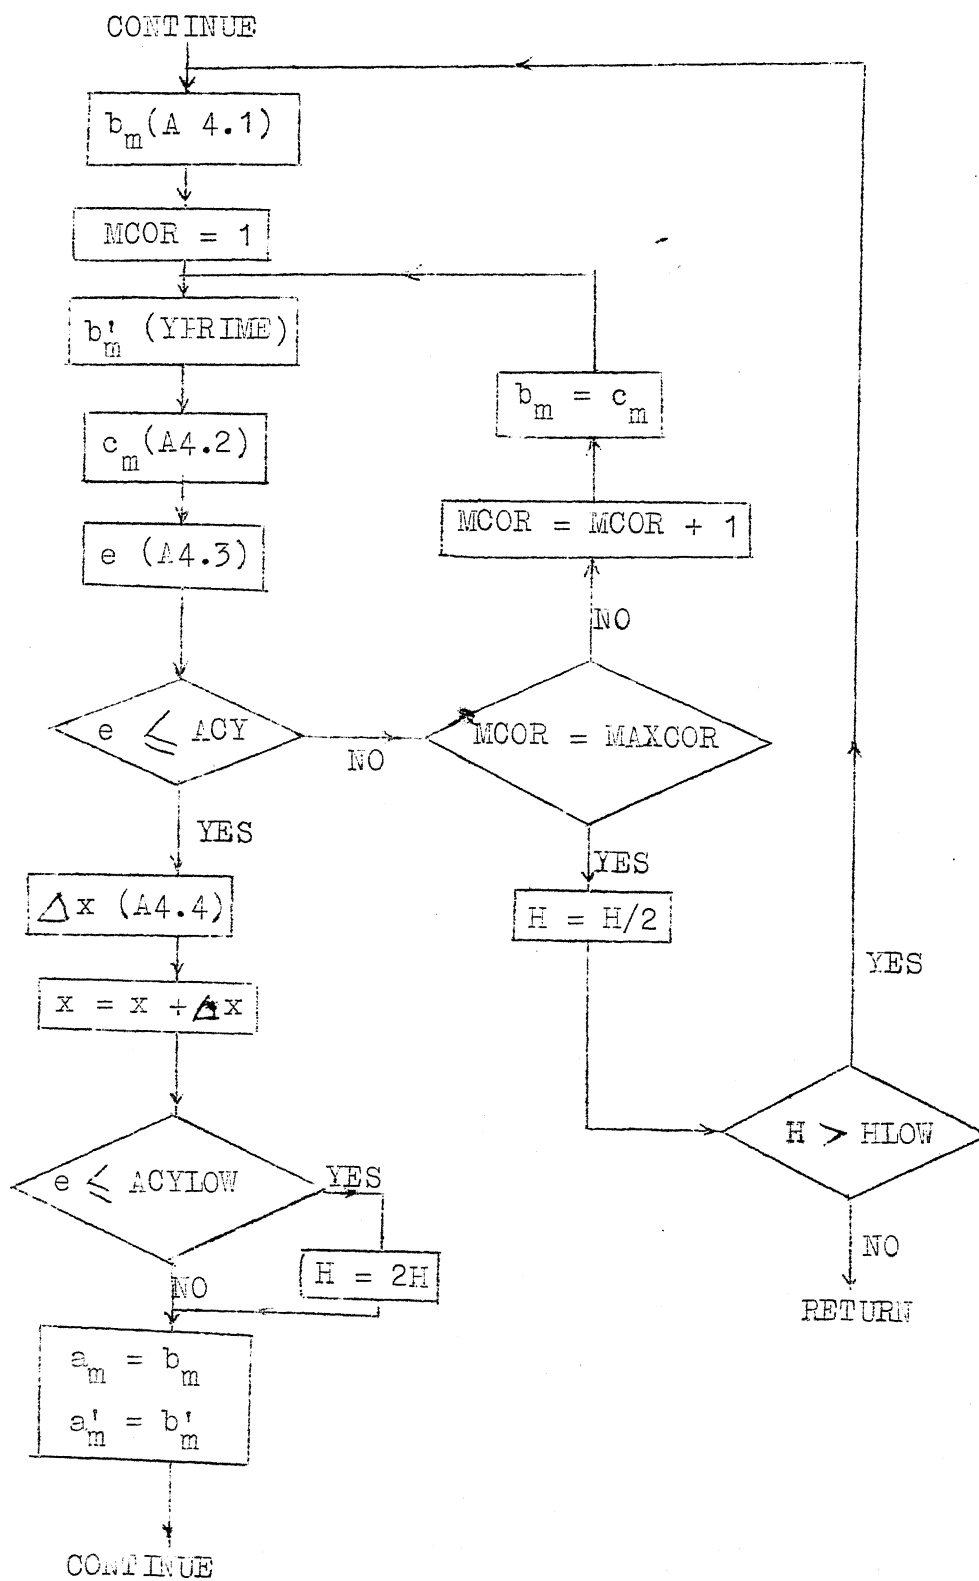 CONTINUE
b_m (A 4.1)
MCOR = 1
b'_m (YPRIME)
c_m (A4.2)
e (A4.3)
e ≤ ACY
NO
MCOR = MAXCOR
NO
MCOR = MCOR + 1
b_m = c_m
YES
H = H/2
H > HLOW
YES
NO
RETURN
YES
Δx (A4.4)
x = x + Δx
e ≤ ACYLOW
YES
H = 2H
NO
a_m = b_m
a'_m = b'_m
CONTINUE